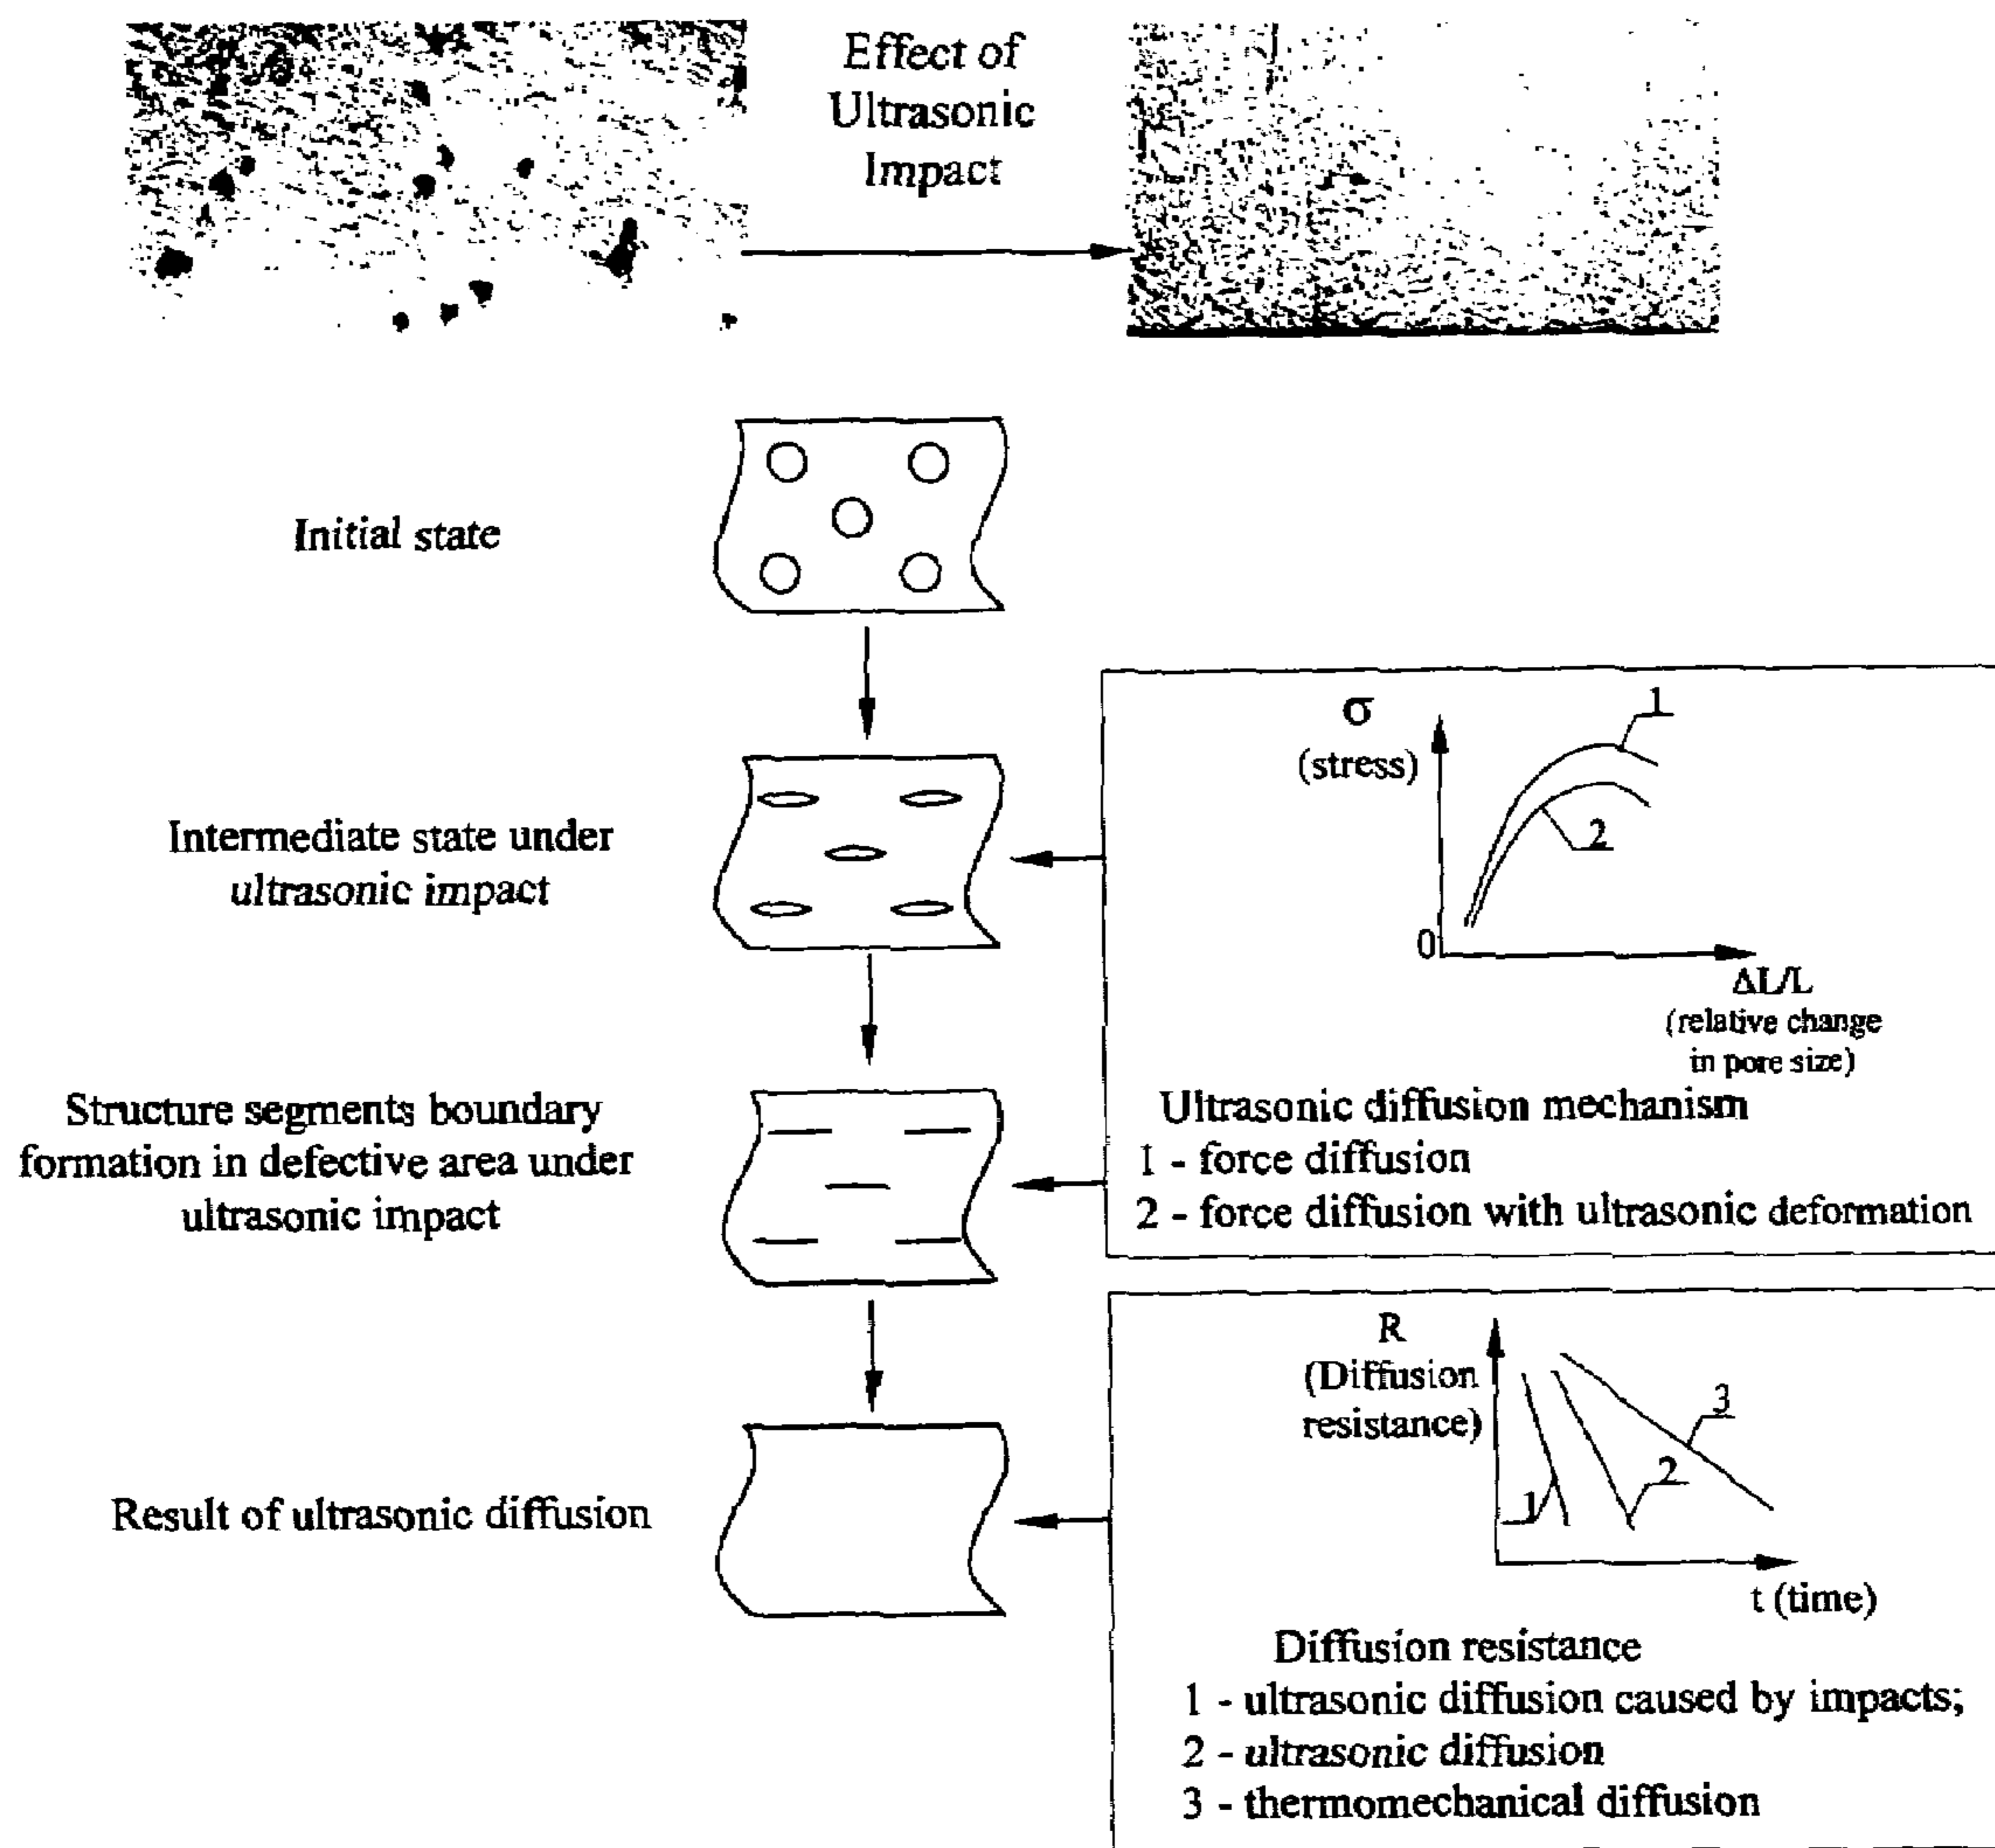 Effect of
Ultrasonic
Impact
Initial state
Intermediate state under
ultrasonic impact
Structure segments boundary
formation in defective area under
ultrasonic impact
Result of ultrasonic diffusion
σ
(stress)
1
2
0
ΔL/L
(relative change
in pore size)
Ultrasonic diffusion mechanism
1 - force diffusion
2 - force diffusion with ultrasonic deformation
R
(Diffusion
resistance)
3
2
1
t (time)
Diffusion resistance
1 - ultrasonic diffusion caused by impacts;
2 - ultrasonic diffusion
3 - thermomechanical diffusion